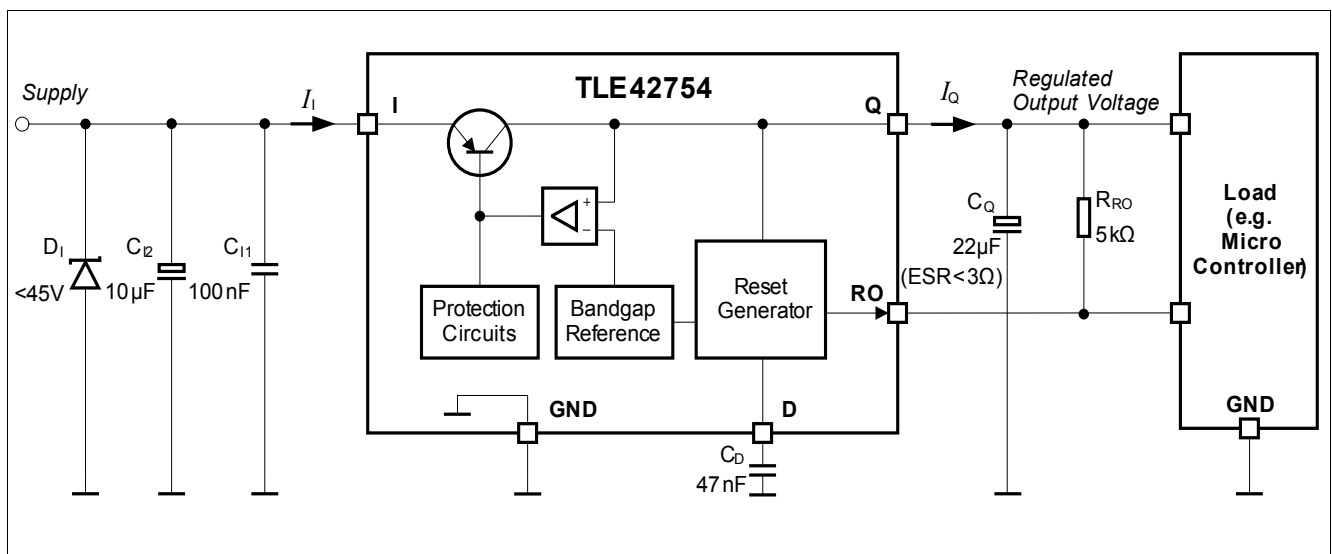 TLE42754
Supply
I_I
I
Q
I_Q
Regulated
Output Voltage
+
−
D_I
<45V
C_I2
10µF
C_I1
100nF
Protection
Circuits
Bandgap
Reference
Reset
Generator
RO
C_Q
22µF
(ESR<3Ω)
R_RO
5kΩ
Load
(e.g.
Micro
Controller)
GND
D
GND
C_D
47nF